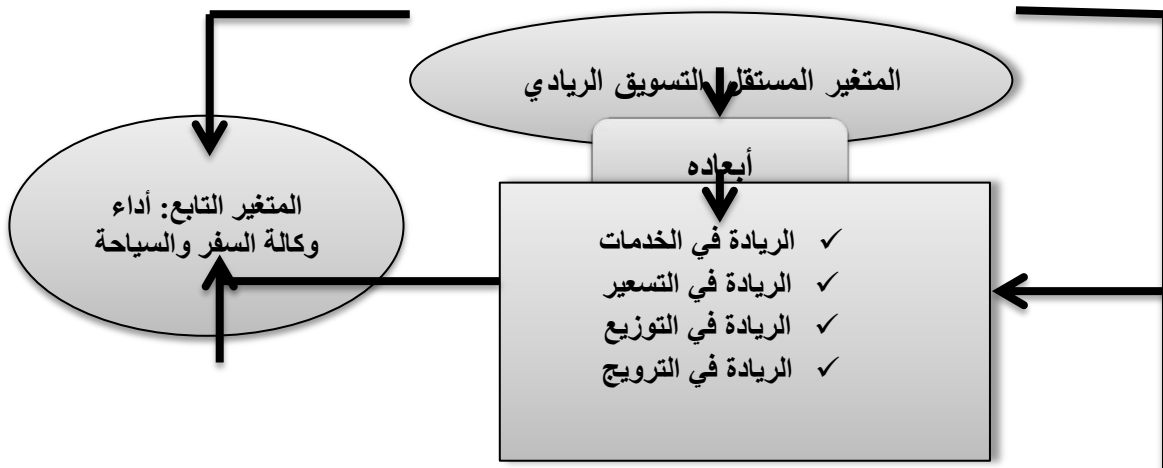 المتغير المستقل: التسويق الريادي
أبعاده
المتغير التابع: أداء
وكالة السفر والسياحة
✓ الريادة في الخدمات
✓ الريادة في التسعير
✓ الريادة في التوزيع
✓ الريادة في الترويج